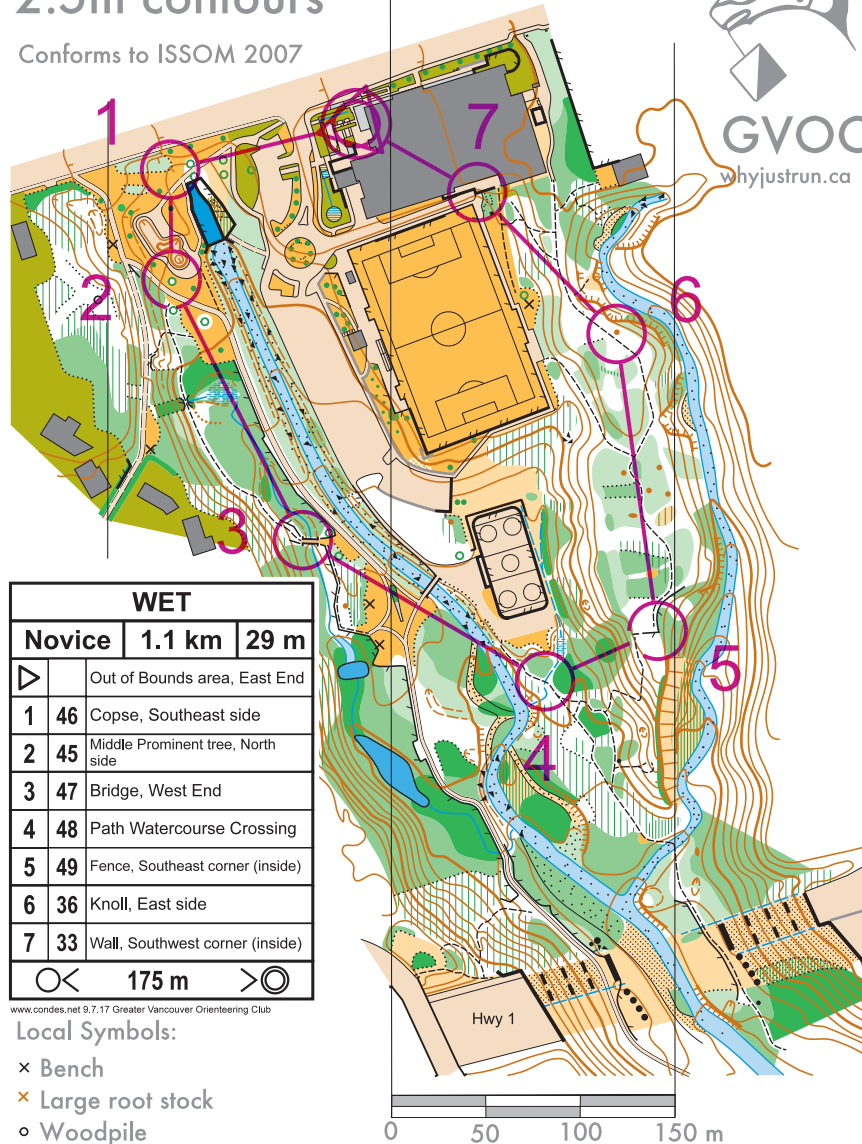 2.5m contours
Conforms to ISSOM 2007
GVOC
whyjustrun.ca
1
7
2
6
3
5
4
WET
Novice 1.1 km 29 m
Out of Bounds area, East End
1 46 Copse, Southeast side
2 45 Middle Prominent tree, North side
3 47 Bridge, West End
4 48 Path Watercourse Crossing
5 49 Fence, Southeast corner (inside)
6 36 Knoll, East side
7 33 Wall, Southwest corner (inside)
175 m
www.condes.net 9.7.17 Greater Vancouver Orienteering Club
Hwy 1
Local Symbols:
× Bench
× Large root stock
o Woodpile
0 50 100 150 m